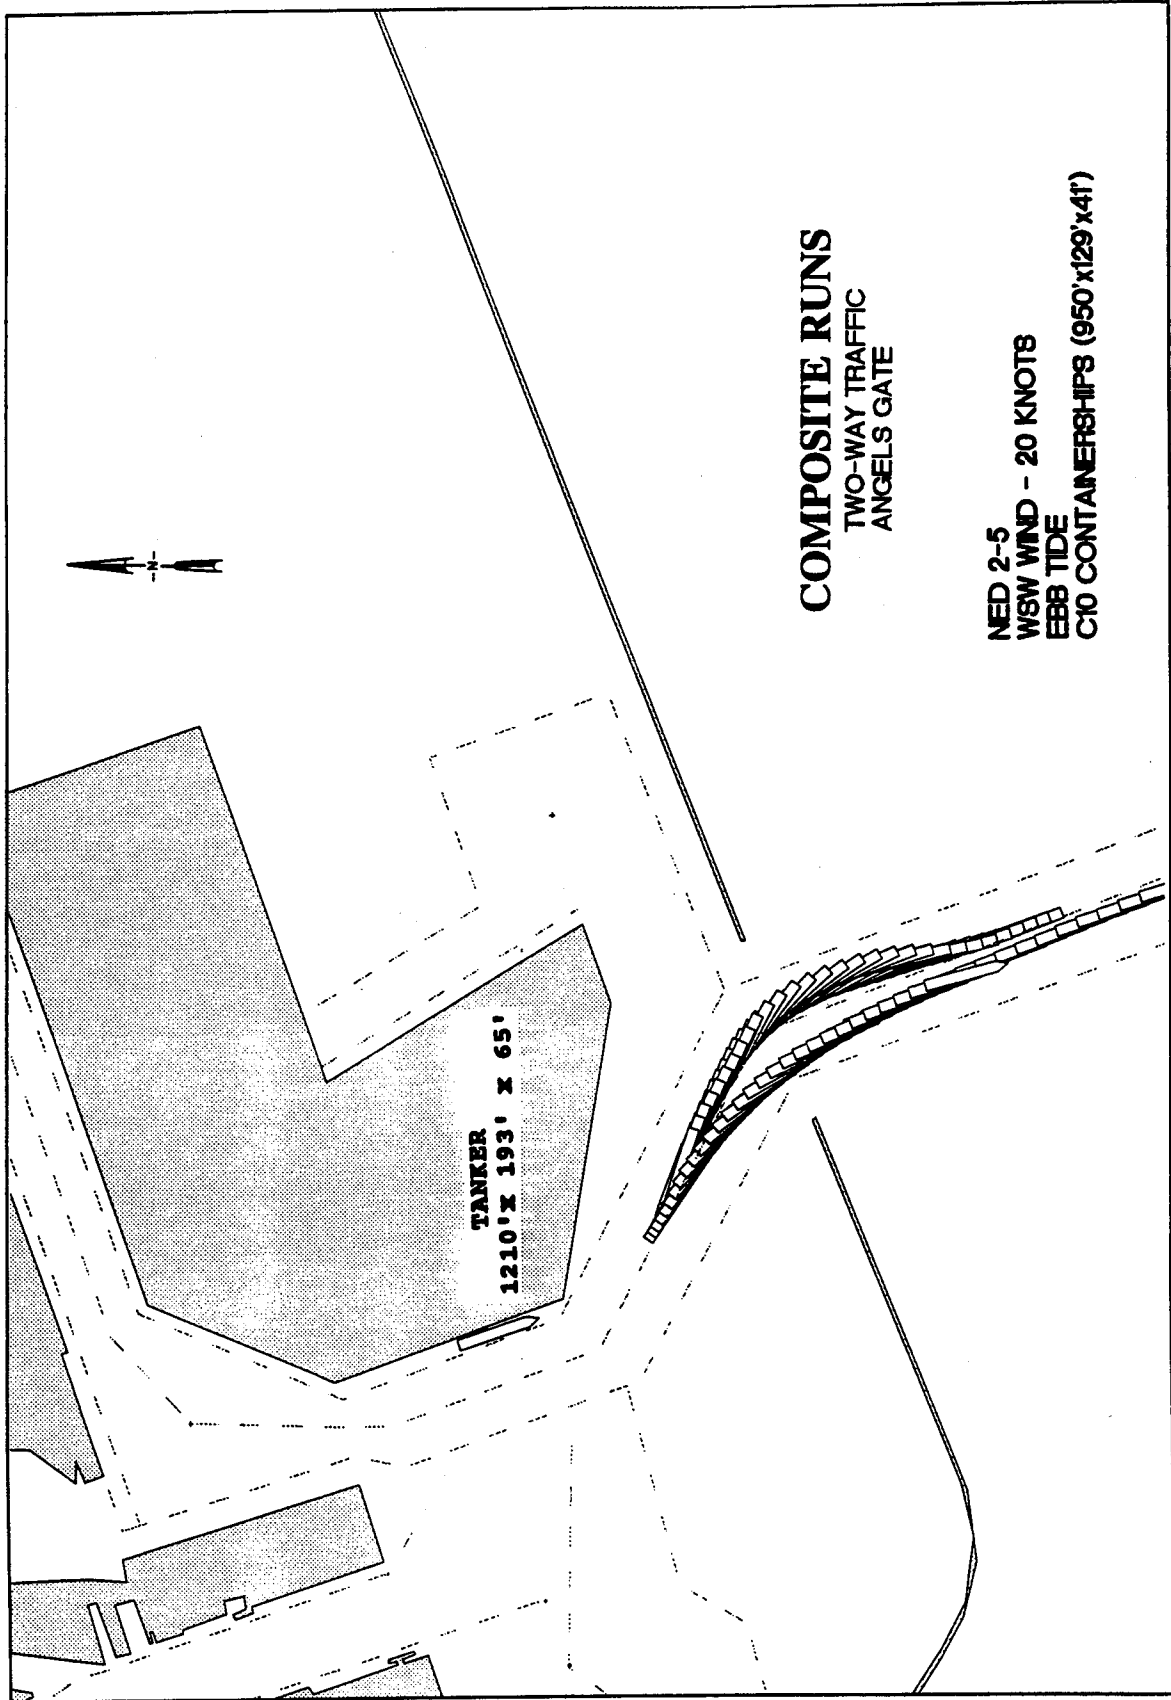 -N-
COMPOSITE RUNS
TWO-WAY TRAFFIC
ANGELS GATE
TANKER
1210'X 193' X 65'
NED 2-5
WSW WIND - 20 KNOTS
EBB TIDE
C10 CONTAINERSHIPS (950'x129'x41')